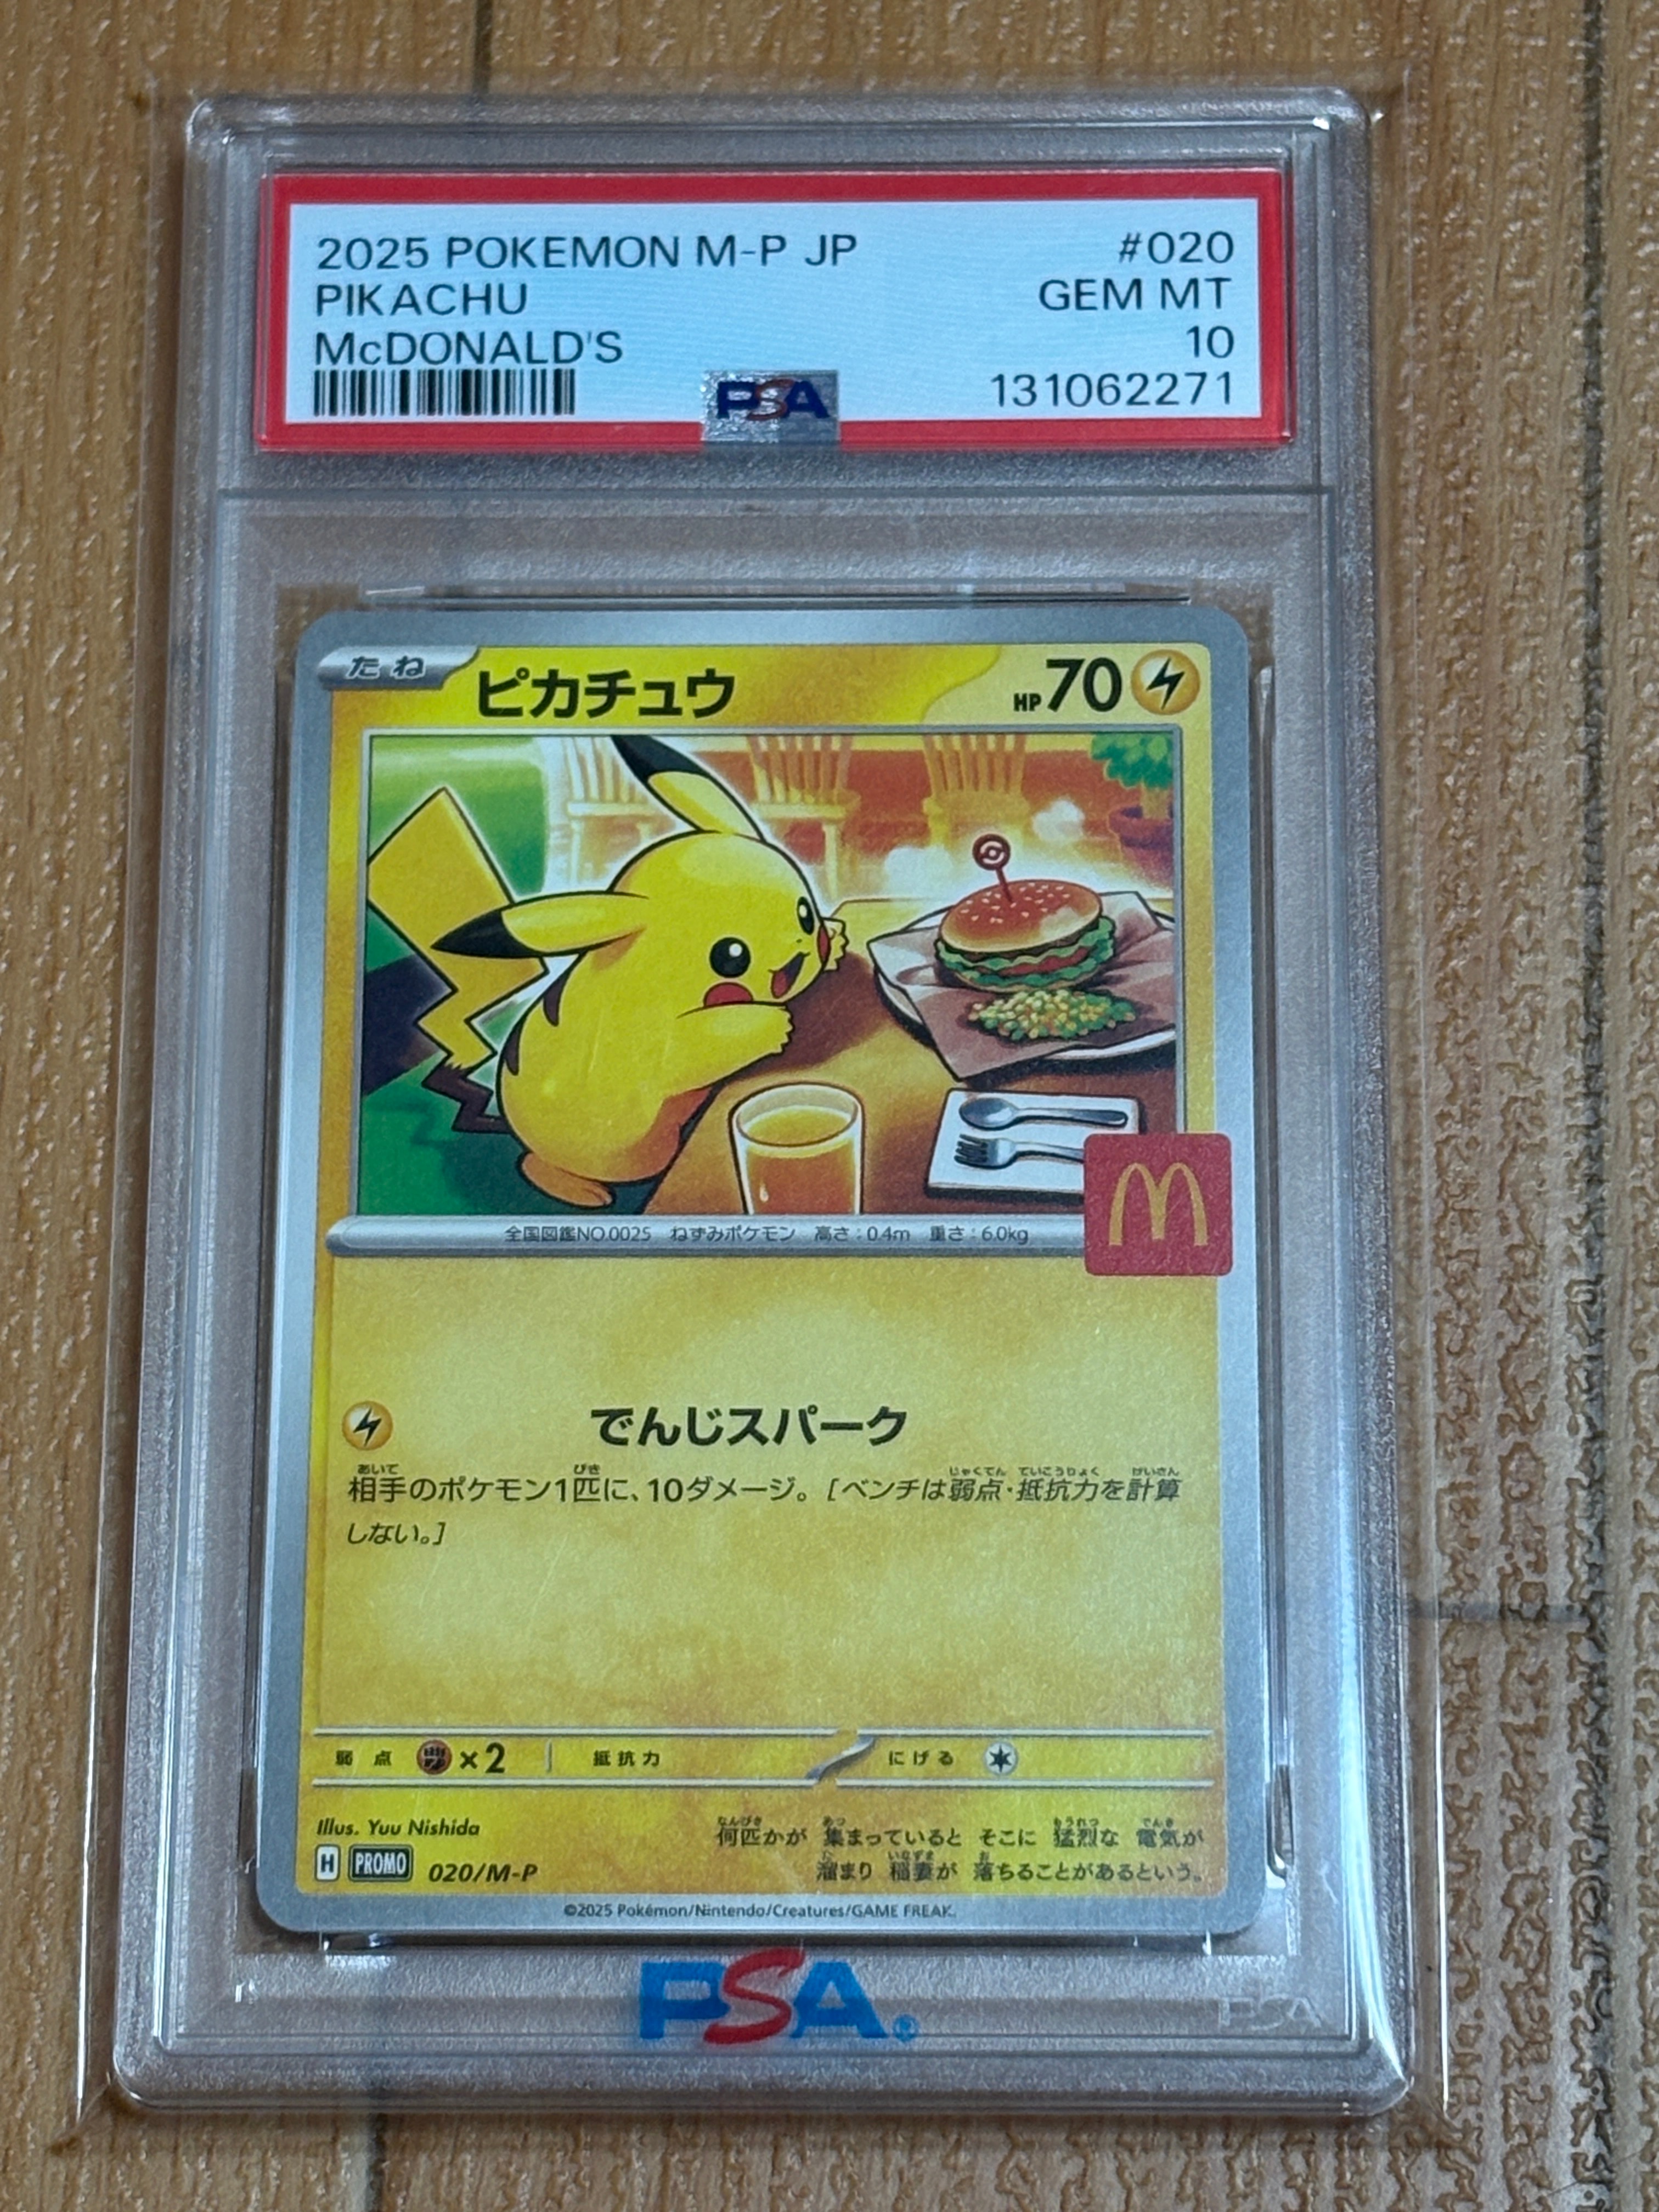 2025 POKEMON M-P JP #020
PIKACHU GEM MT
McDONALD'S 10
PSA 131062271
たね ピカチュウ HP70
全国図鑑NO.0025 ねずみポケモン 高さ:0.4m 重さ:6.0kg
でんじスパーク
相手のポケモン1匹に、10ダメージ。[ベンチは弱点・抵抗力を計算
しない。]
弱点 ×2 抵抗力 にげる
Illus. Yuu Nishida
何匹かが 集まっていると そこに 猛烈な 電気が
溜まり 稲妻が 落ちることがあるという。
H PROMO 020/M-P
©2025 Pokémon/Nintendo/Creatures/GAME FREAK.
PSA®
PSA